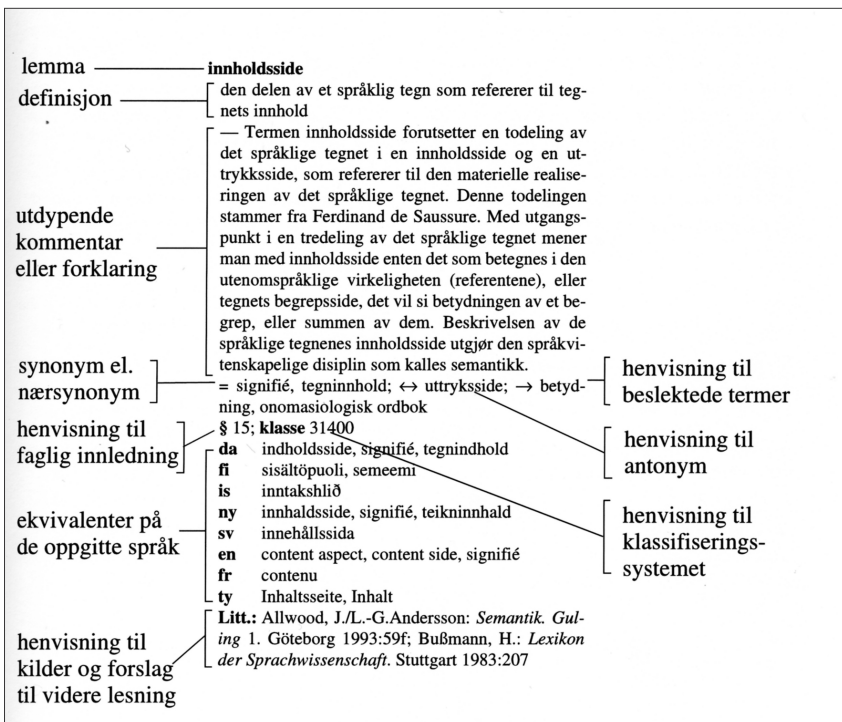 lemma
innholdsside
definisjon
den delen av et språklig tegn som refererer til teg-
nets innhold
utdypende
kommentar
eller forklaring
— Termen innholdsside forutsetter en todeling av
det språklige tegnet i en innholdsside og en ut-
trykksside, som refererer til den materielle realise-
ringen av det språklige tegnet. Denne todelingen
stammer fra Ferdinand de Saussure. Med utgangs-
punkt i en tredeling av det språklige tegnet mener
man med innholdsside enten det som betegnes i den
utenomspråklige virkeligheten (referentene), eller
tegnets begrepsside, det vil si betydningen av et be-
grep, eller summen av dem. Beskrivelsen av de
språklige tegnenes innholdsside utgjør den språkvi-
tenskapelige disiplin som kalles semantikk.
synonym el.
nærsynonym
= signifié, tegninnhold; ↔ uttryksside; → betyd-
ning, onomasiologisk ordbok
henvisning til
beslektede termer
henvisning til
antonym
henvisning til
faglig innledning
§ 15; klasse 31400
henvisning til
klassifiserings-
systemet
ekvivalenter på
de oppgitte språk
da indholdsside, signifié, tegnindhold
fi sisältöpuoli, semeemi
is inntakshlið
ny innhaldsside, signifié, teikninnhald
sv innehållssida
en content aspect, content side, signifié
fr contenu
ty Inhaltsseite, Inhalt
henvisning til
kilder og forslag
til videre lesning
Litt.: Allwood, J./L.-G.Andersson: Semantik. Gul-
ing 1. Göteborg 1993:59f; Bußmann, H.: Lexikon
der Sprachwissenschaft. Stuttgart 1983:207